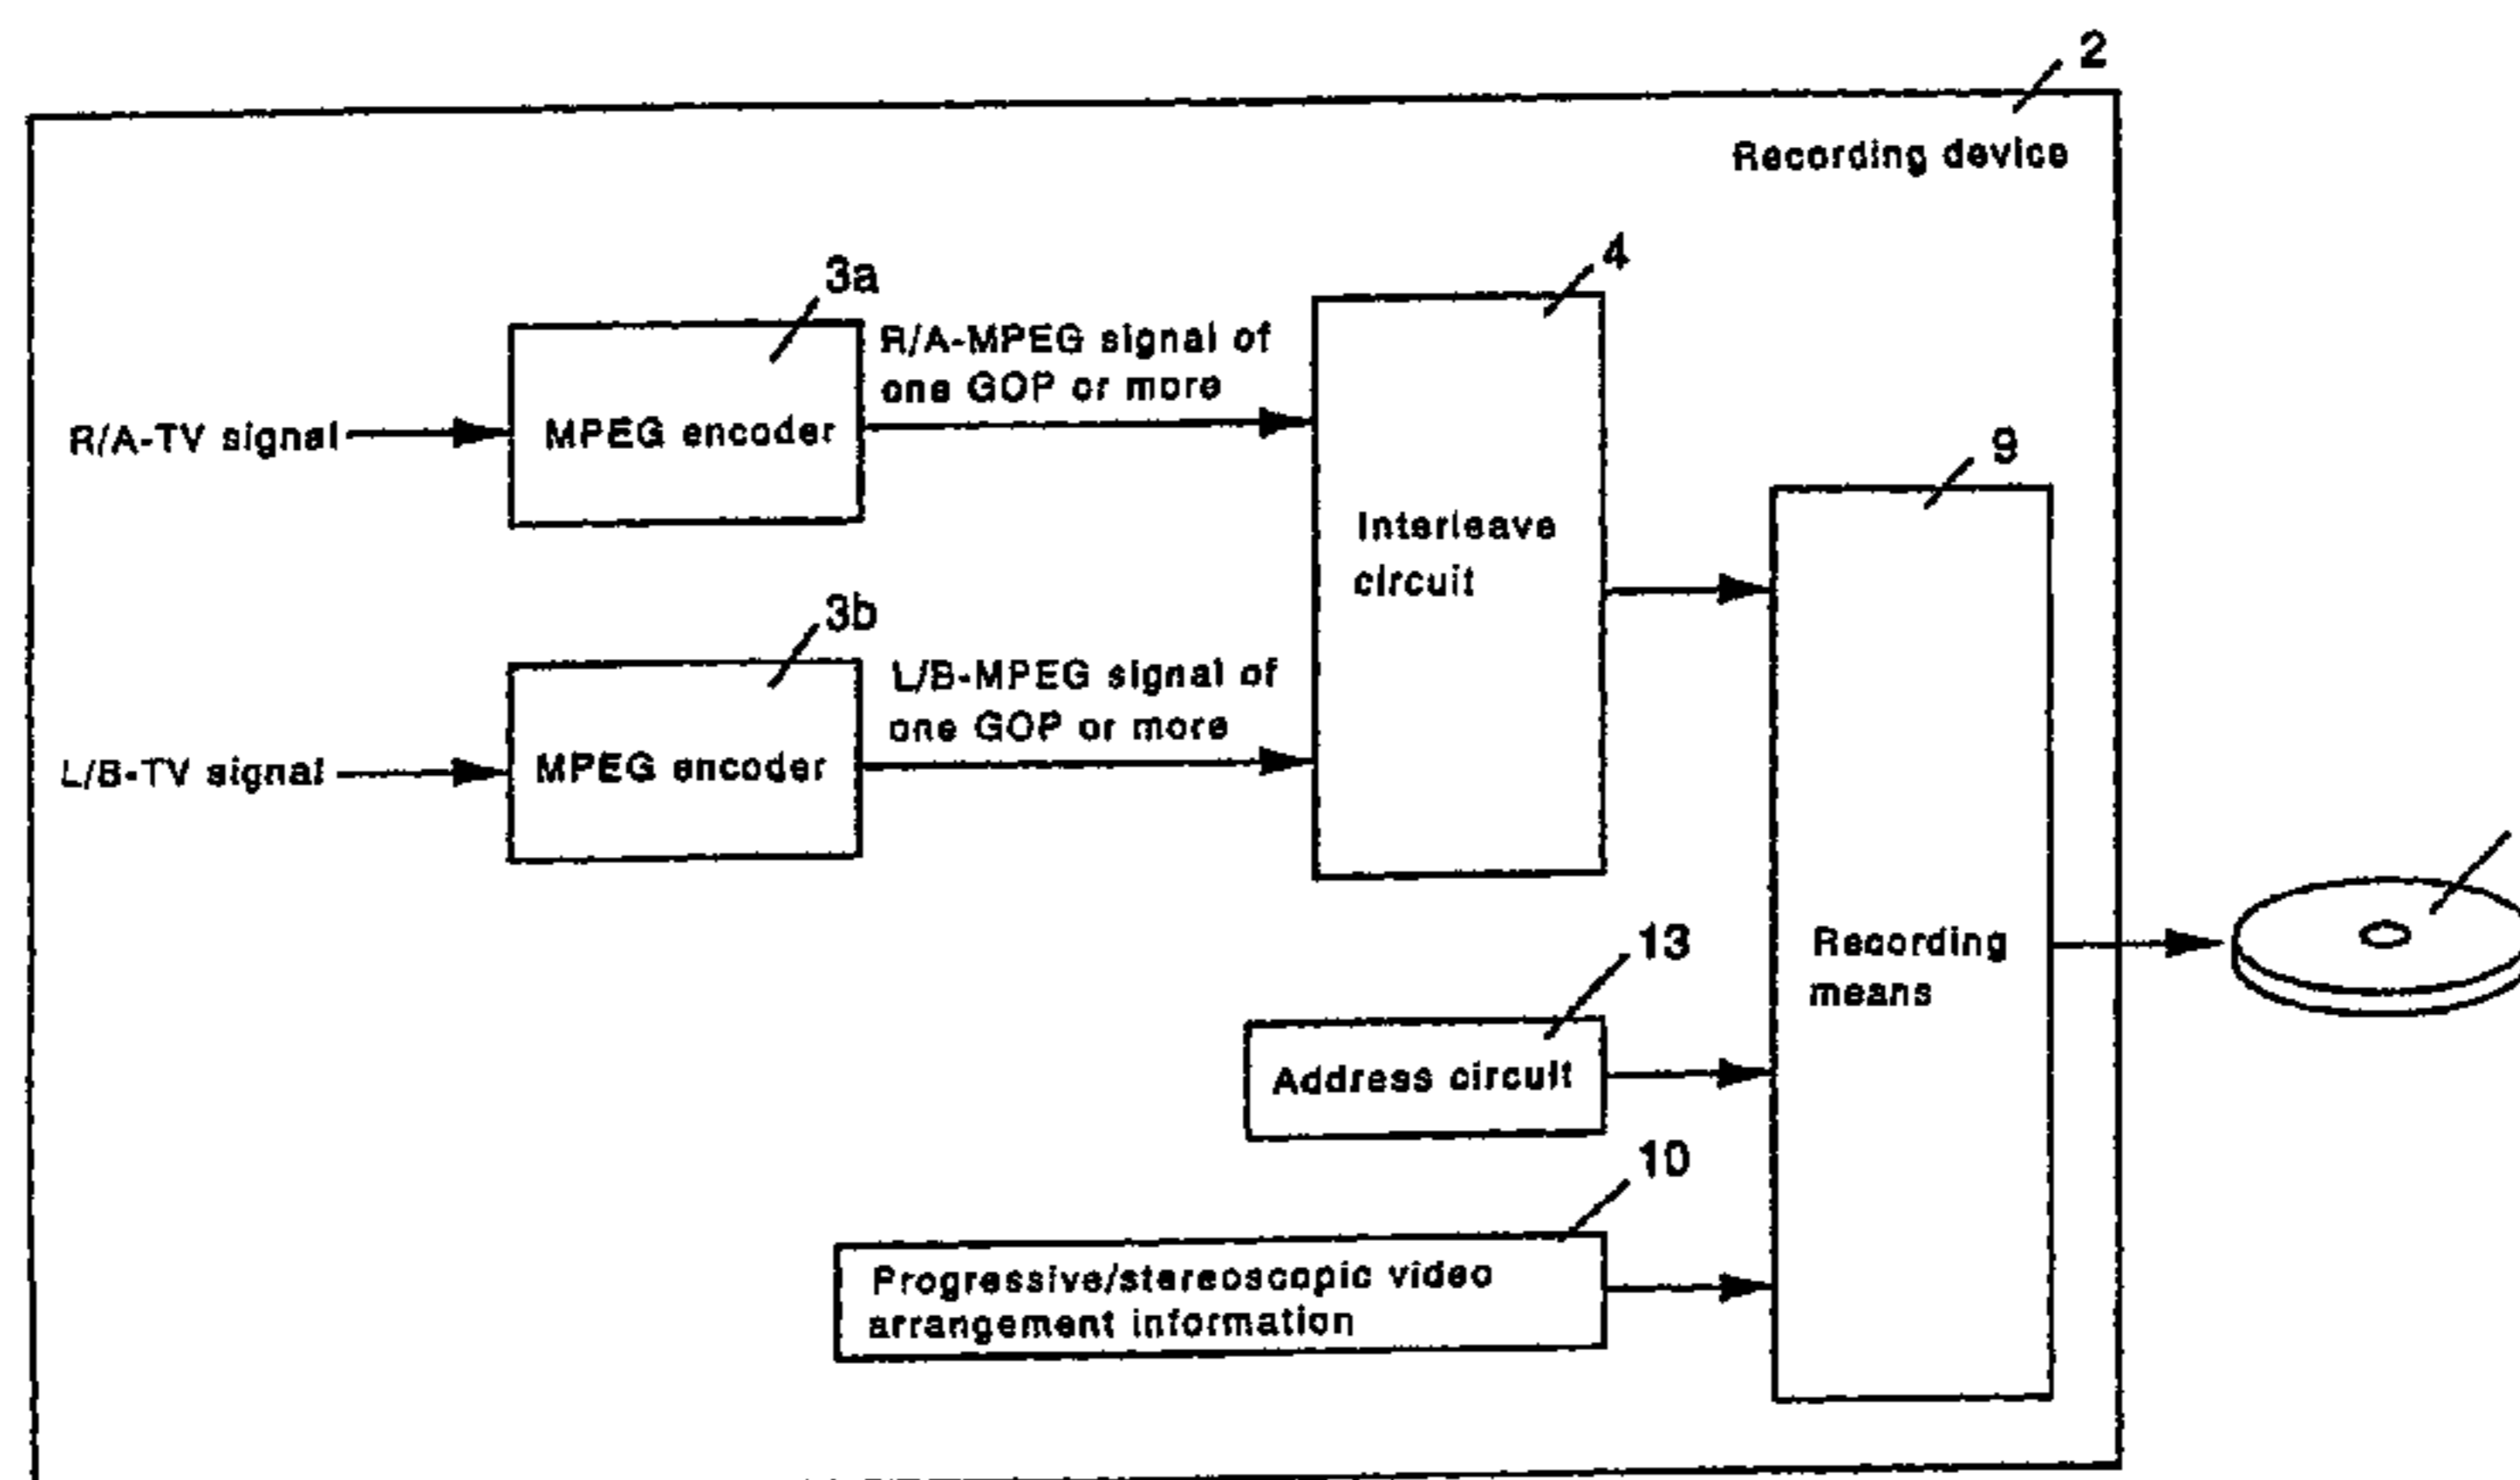 2
Recording device
3a
4
R/A-MPEG signal of
one GOP or more
R/A-TV signal
MPEG encoder
9
Interleave
circuit
3b
L/B-MPEG signal of
one GOP or more
L/B-TV signal
MPEG encoder
13
Recording
means
Address circuit
10
Progressive/stereoscopic video
arrangement information